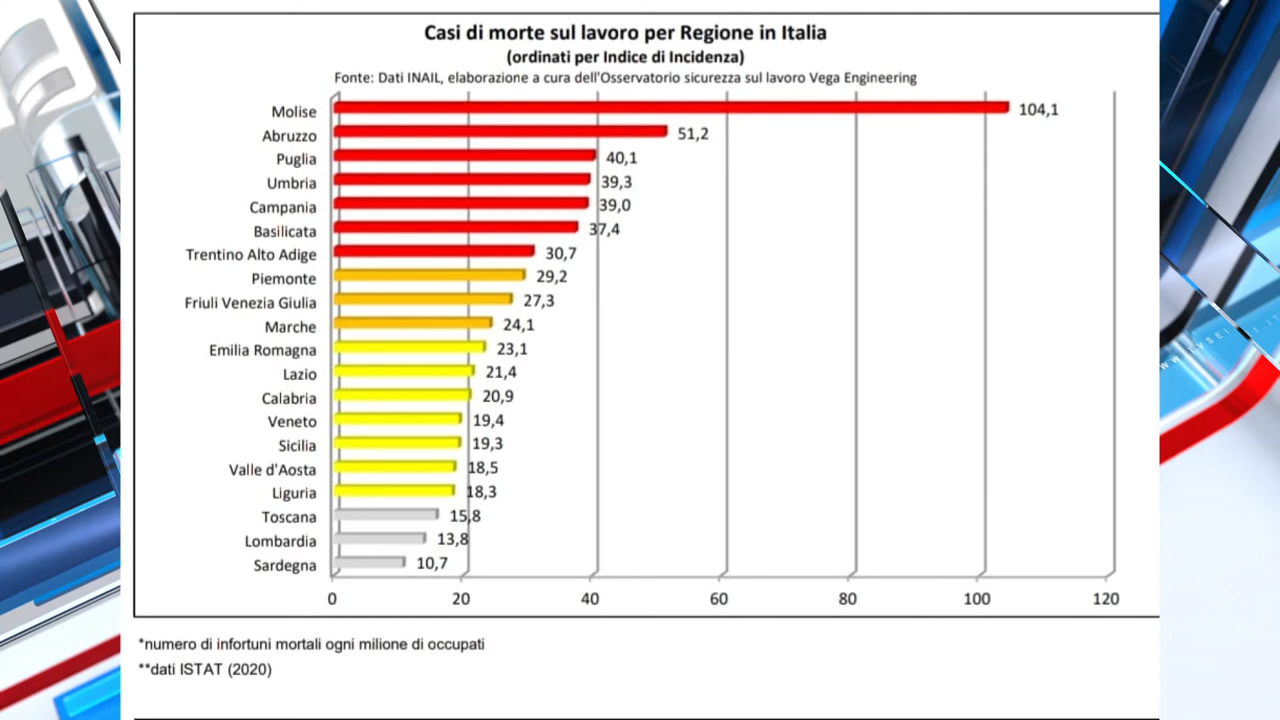 Casi di morte sul lavoro per Regione in Italia
(ordinati per Indice di Incidenza)
Fonte: Dati INAIL, elaborazione a cura dell'Osservatorio sicurezza sul lavoro Vega Engineering
Molise 104,1
Abruzzo 51,2
Puglia 40,1
Umbria 39,3
Campania 39,0
Basilicata 37,4
Trentino Alto Adige 30,7
Piemonte 29,2
Friuli Venezia Giulia 27,3
Marche 24,1
Emilia Romagna 23,1
Lazio 21,4
Calabria 20,9
Veneto 19,4
Sicilia 19,3
Valle d'Aosta 18,5
Liguria 18,3
Toscana 15,8
Lombardia 13,8
Sardegna 10,7
0 20 40 60 80 100 120
*numero di infortuni mortali ogni milione di occupati
**dati ISTAT (2020)